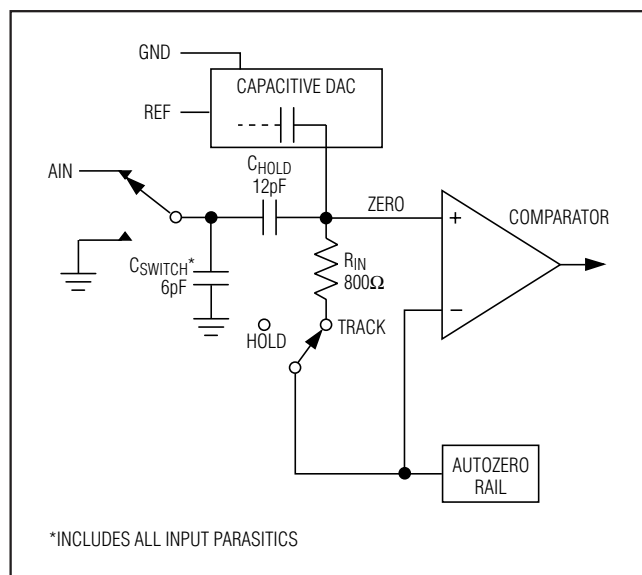 GND
CAPACITIVE DAC
REF
AIN
CHOLD
12pF
ZERO
COMPARATOR
+
CSWITCH*
6pF
RIN
800Ω
−
HOLD
TRACK
AUTOZERO
RAIL
*INCLUDES ALL INPUT PARASITICS